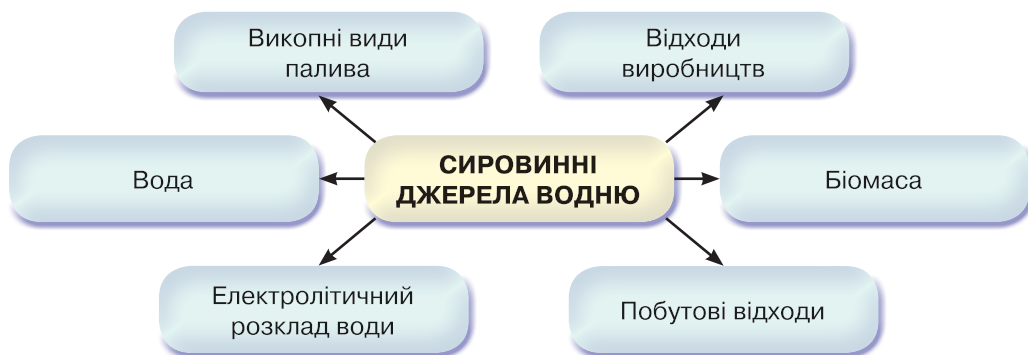 Викопні види
палива
Відходи
виробництв
Вода
СИРОВИННІ
ДЖЕРЕЛА ВОДНЮ
Біомаса
Електролітичний
розклад води
Побутові відходи